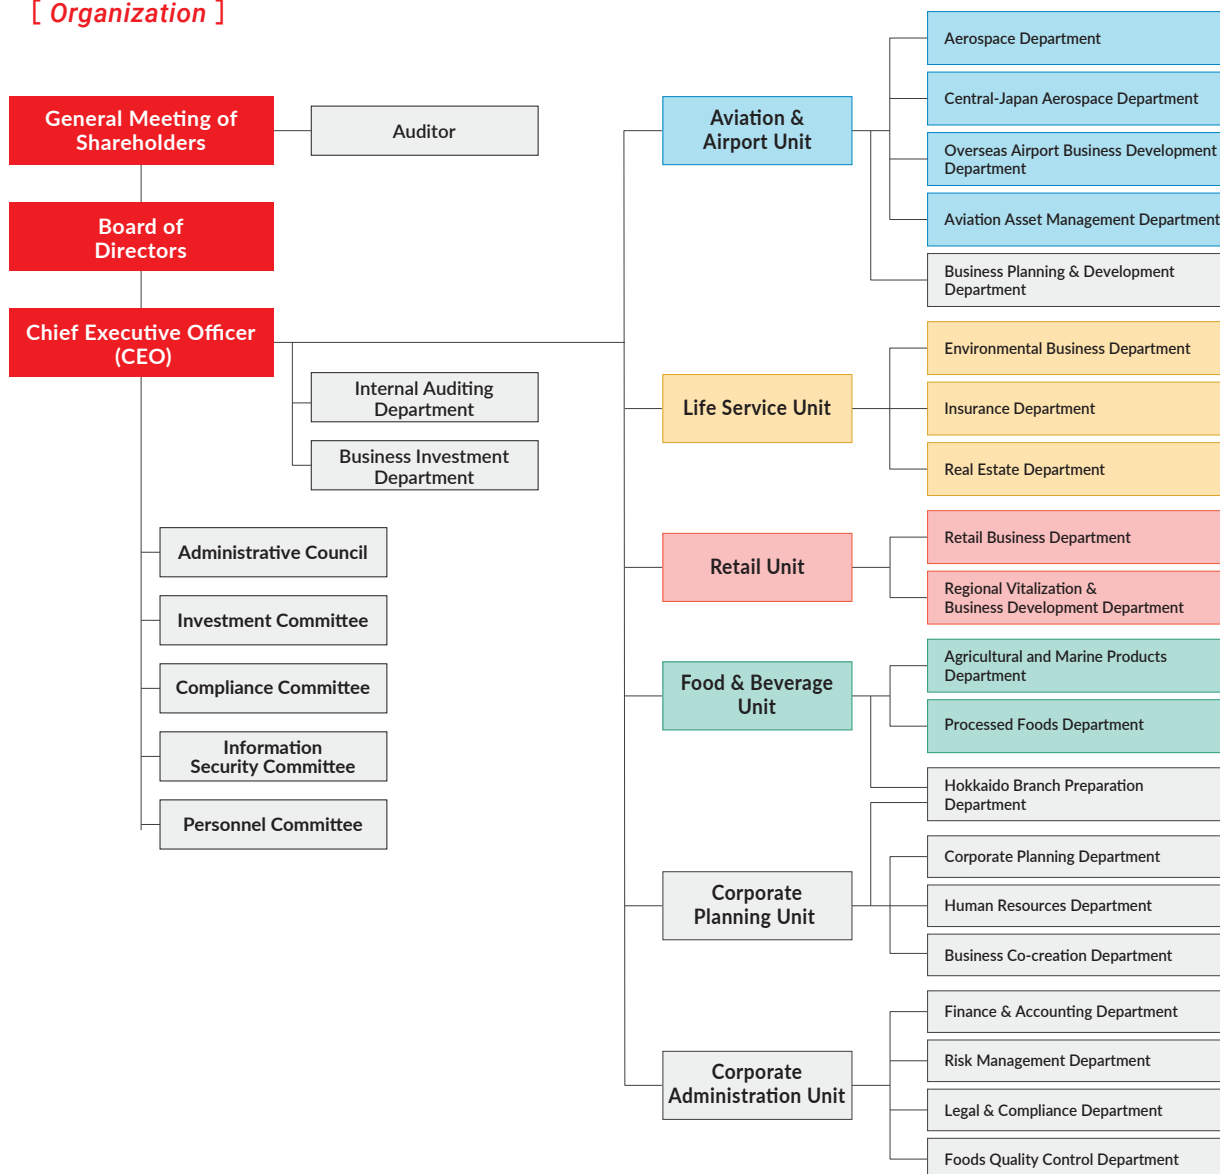 [ Organization ]
General Meeting of
Shareholders
Auditor
Board of
Directors
Chief Executive Officer
(CEO)
Internal Auditing
Department
Business Investment
Department
Administrative Council
Investment Committee
Compliance Committee
Information
Security Committee
Personnel Committee
Aviation &
Airport Unit
Aerospace Department
Central-Japan Aerospace Department
Overseas Airport Business Development
Department
Aviation Asset Management Department
Business Planning & Development
Department
Life Service Unit
Environmental Business Department
Insurance Department
Real Estate Department
Retail Unit
Retail Business Department
Regional Vitalization &
Business Development Department
Food & Beverage
Unit
Agricultural and Marine Products
Department
Processed Foods Department
Hokkaido Branch Preparation
Department
Corporate
Planning Unit
Corporate Planning Department
Human Resources Department
Business Co-creation Department
Corporate
Administration Unit
Finance & Accounting Department
Risk Management Department
Legal & Compliance Department
Foods Quality Control Department